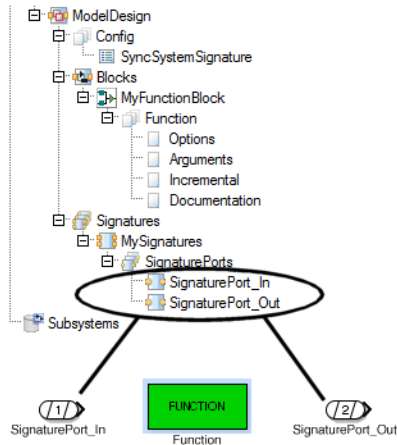 ModelDesign
Config
SyncSystemSignature
Blocks
MyFunctionBlock
Function
Options
Arguments
Incremental
Documentation
Signatures
MySignatures
SignaturePorts
SignaturePort_In
SignaturePort_Out
Subsystems
1
FUNCTION
2
SignaturePort_In
Function
SignaturePort_Out